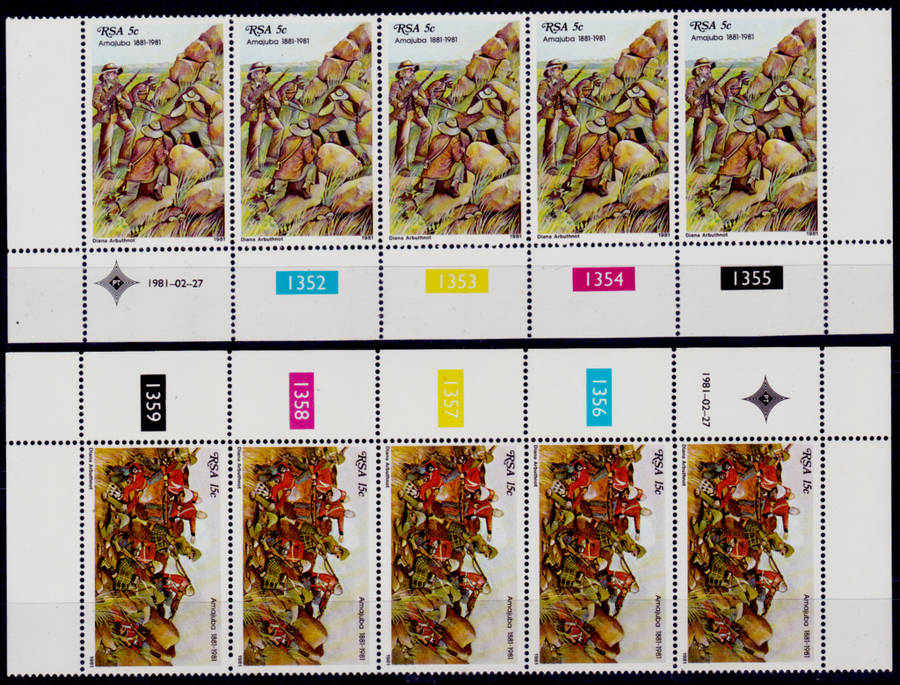 RSA 5c RSA 5c RSA 5c RSA 5c RSA 5c
Amajuba 1881-1981 Amajuba 1881-1981 Amajuba 1881-1981 Amajuba 1881-1981 Amajuba 1881-1981
Diana Arbuthnot 1981 Diana Arbuthnot 1981 Diana Arbuthnot 1981 Diana Arbuthnot 1981 Diana Arbuthnot 1981
PT 1981-02-27 1352 1353 1354 1355
1359 1358 1357 1356 1981-02-27 PT
RSA 15c RSA 15c RSA 15c RSA 15c RSA 15c
Diana Arbuthnot Diana Arbuthnot Diana Arbuthnot Diana Arbuthnot Diana Arbuthnot
Amajuba 1881-1981 Amajuba 1881-1981 Amajuba 1881-1981 Amajuba 1881-1981 Amajuba 1881-1981
1981 1981 1981 1981 1981